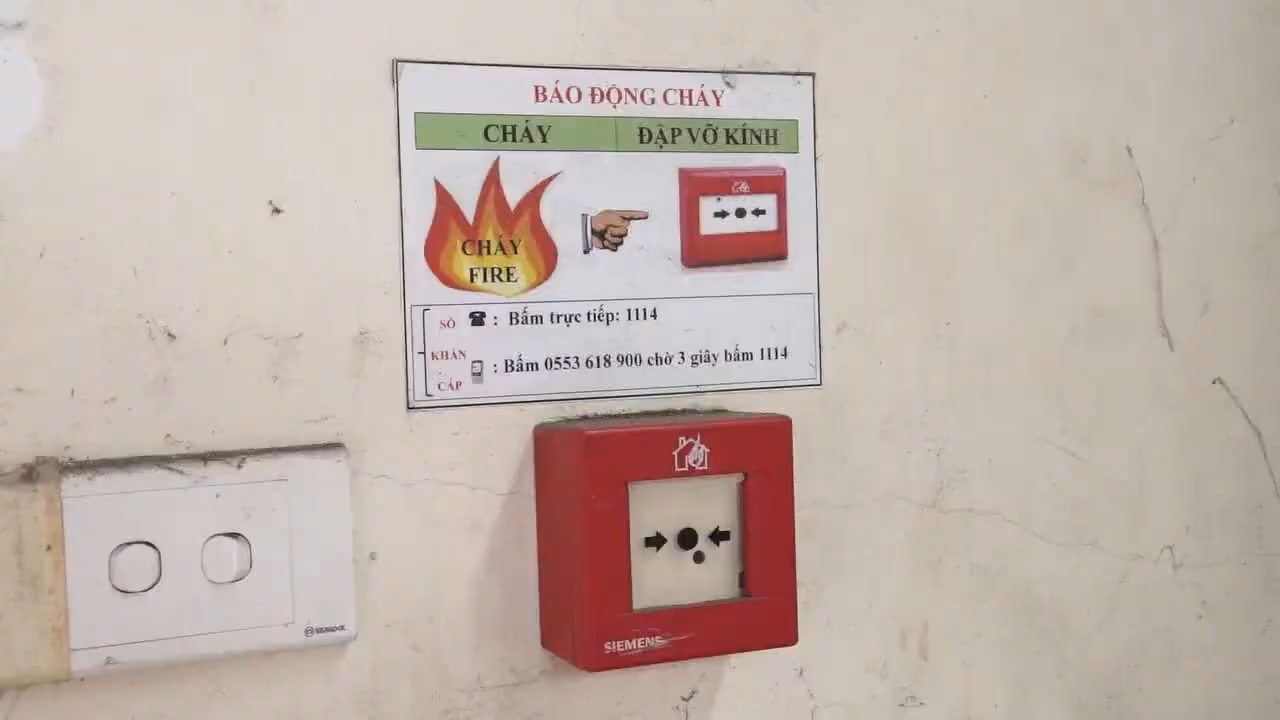 BÁO ĐỘNG CHÁY
CHÁY ĐẬP VỠ KÍNH
CHÁY
FIRE
SỐ : Bấm trực tiếp: 1114
KHẨN
CẤP : Bấm 0553 618 900 chờ 3 giây bấm 1114
SIEMENS